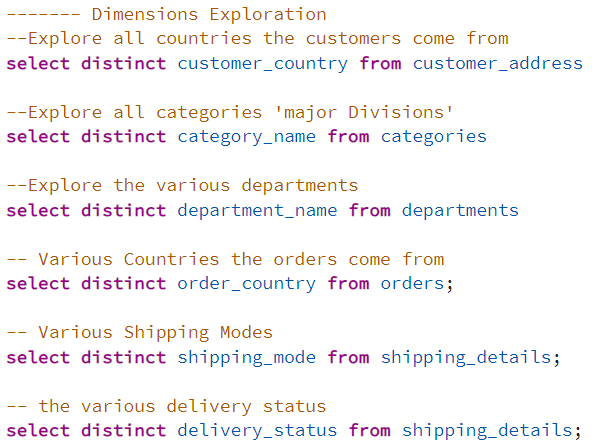 ------- Dimensions Exploration
--Explore all countries the customers come from
select distinct customer_country from customer_address
--Explore all categories 'major Divisions'
select distinct category_name from categories
--Explore the various departments
select distinct department_name from departments
-- Various Countries the orders come from
select distinct order_country from orders;
-- Various Shipping Modes
select distinct shipping_mode from shipping_details;
-- the various delivery status
select distinct delivery_status from shipping_details;